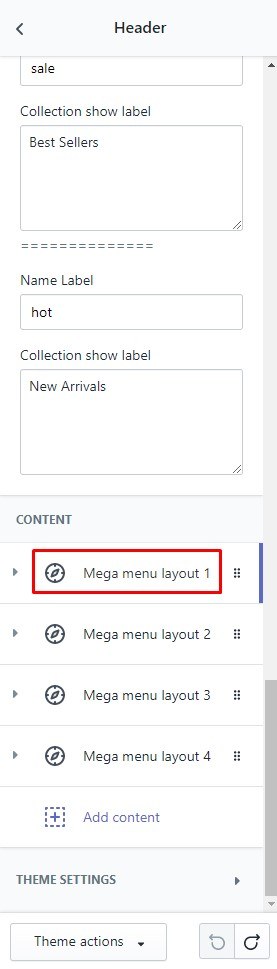 Header
sale
Collection show label
Best Sellers
==============
Name Label
hot
Collection show label
New Arrivals
CONTENT
Mega menu layout 1
Mega menu layout 2
Mega menu layout 3
Mega menu layout 4
Add content
THEME SETTINGS
Theme actions